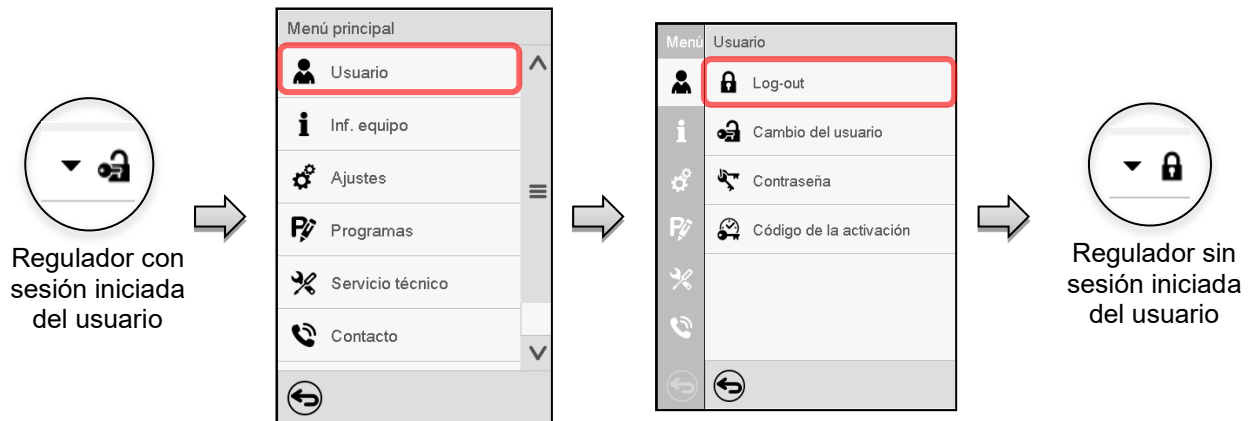 Regulador con
sesión iniciada
del usuario
Menú principal
Usuario
Inf. equipo
Ajustes
Programas
Servicio técnico
Contacto
Menú
Usuario
Log-out
Cambio del usuario
Contraseña
Código de la activación
Regulador sin
sesión iniciada
del usuario